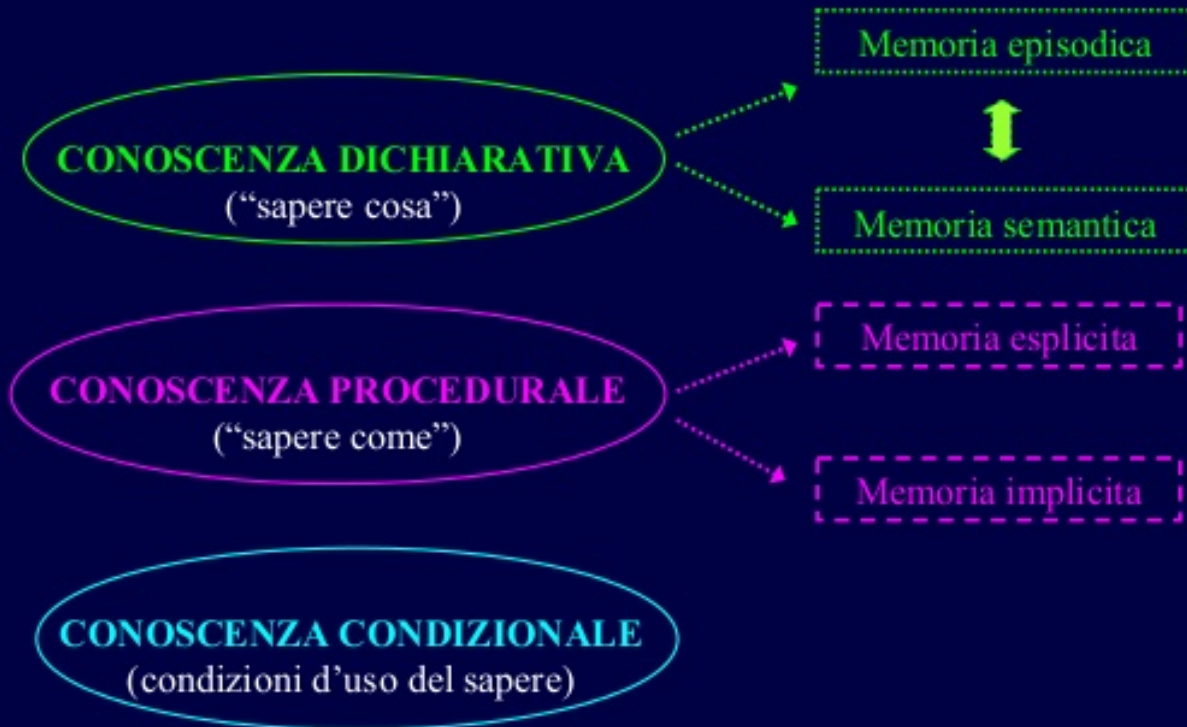 Memoria episodica
CONOSCENZA DICHIARATIVA
(“sapere cosa”)
Memoria semantica
Memoria esplicita
CONOSCENZA PROCEDURALE
(“sapere come”)
Memoria implicita
CONOSCENZA CONDIZIONALE
(condizioni d’uso del sapere)